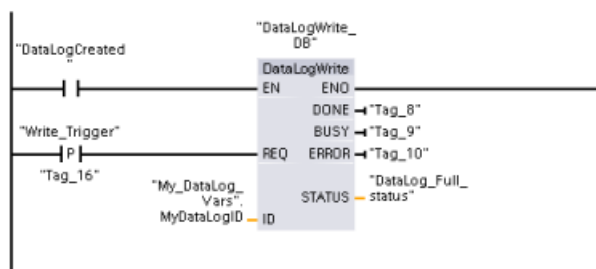 "DataLogWrite_
DB"
"DataLogCreated
"
DataLogWrite
EN ENO
DONE "Tag_8"
"Write_Trigger"
BUSY "Tag_9"
P
REQ ERROR "Tag_10"
"Tag_16"
"My_DataLog_
Vars".
MyDataLogID ID
"DataLog_Full_
STATUS status"